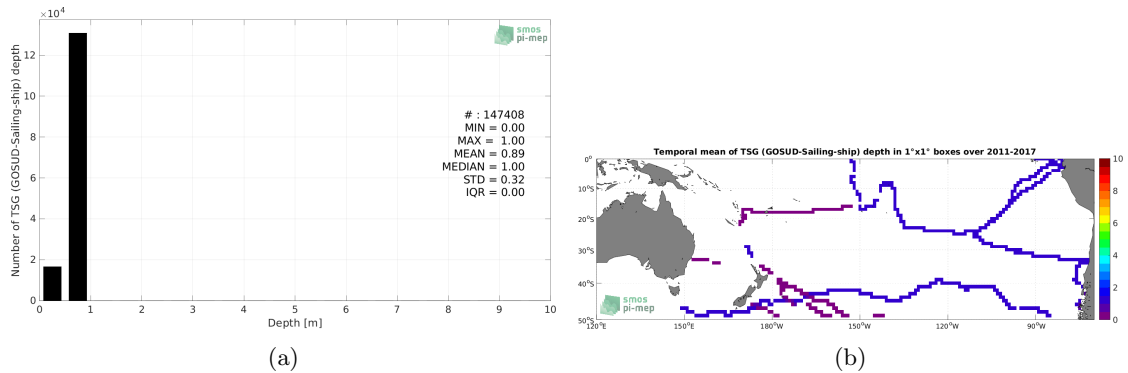 ×10⁴
12
10
8
6
4
2
0
0 1 2 3 4 5 6 7 8 9 10
Number of TSG (GOSUD-Sailing-ship) depth
Depth [m]
smos
pi-mep
# : 147408
MIN = 0.00
MAX = 1.00
MEAN = 0.89
MEDIAN = 1.00
STD = 0.32
IQR = 0.00
(a)
Temporal mean of TSG (GOSUD-Sailing-ship) depth in 1°x1° boxes over 2011-2017
0°
10°S
20°S
30°S
40°S
50°S
120°E 150°E 180°W 150°W 120°W 90°W
smos
pi-mep
10
8
6
4
2
0
(b)